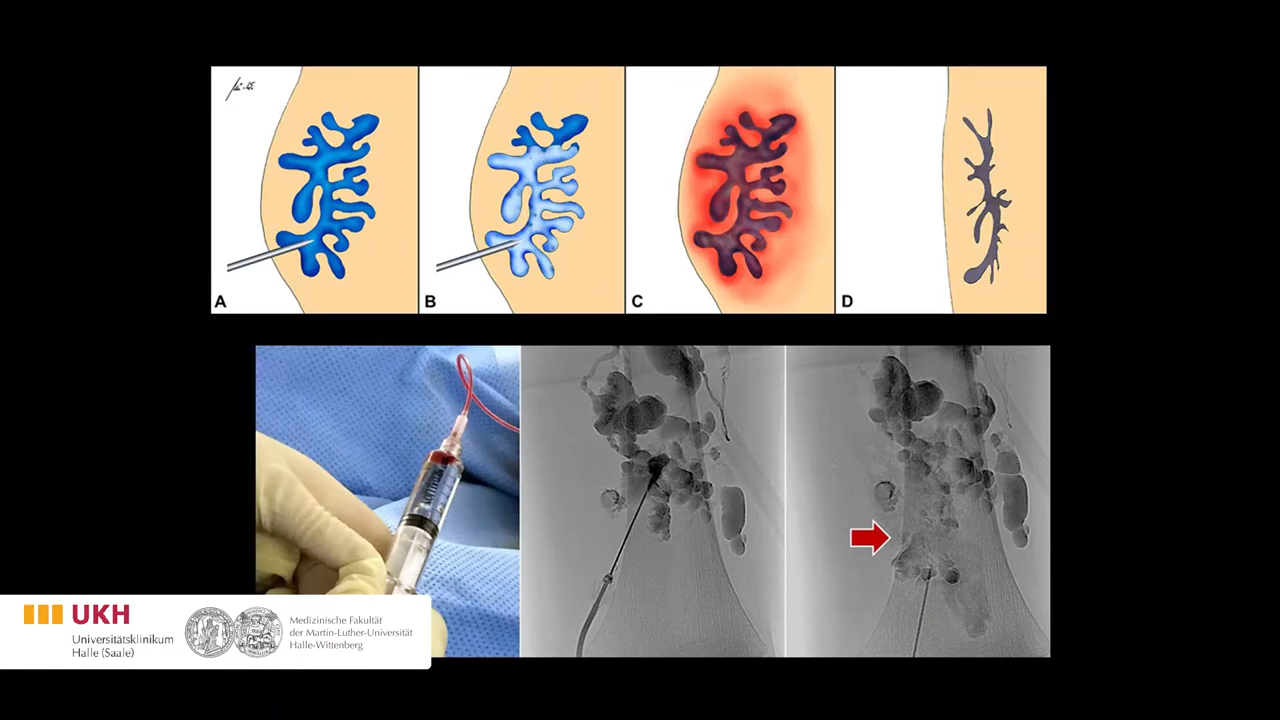 A
B
C
D
UKH
Universitätsklinikum
Halle (Saale)
Medizinische Fakultät
der Martin-Luther-Universität
Halle-Wittenberg